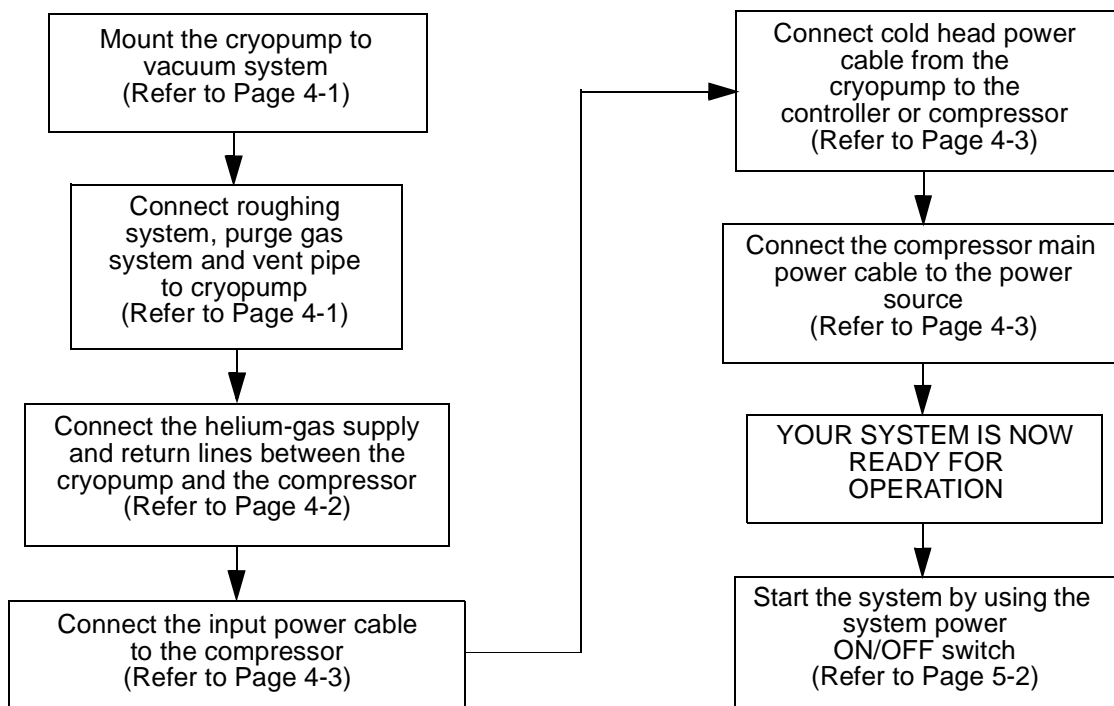 Mount the cryopump to
vacuum system
(Refer to Page 4-1)
Connect roughing
system, purge gas
system and vent pipe
to cryopump
(Refer to Page 4-1)
Connect the helium-gas supply
and return lines between the
cryopump and the compressor
(Refer to Page 4-2)
Connect the input power cable
to the compressor
(Refer to Page 4-3)
Connect cold head power
cable from the
cryopump to the
controller or compressor
(Refer to Page 4-3)
Connect the compressor main
power cable to the power
source
(Refer to Page 4-3)
YOUR SYSTEM IS NOW
READY FOR
OPERATION
Start the system by using the
system power
ON/OFF switch
(Refer to Page 5-2)